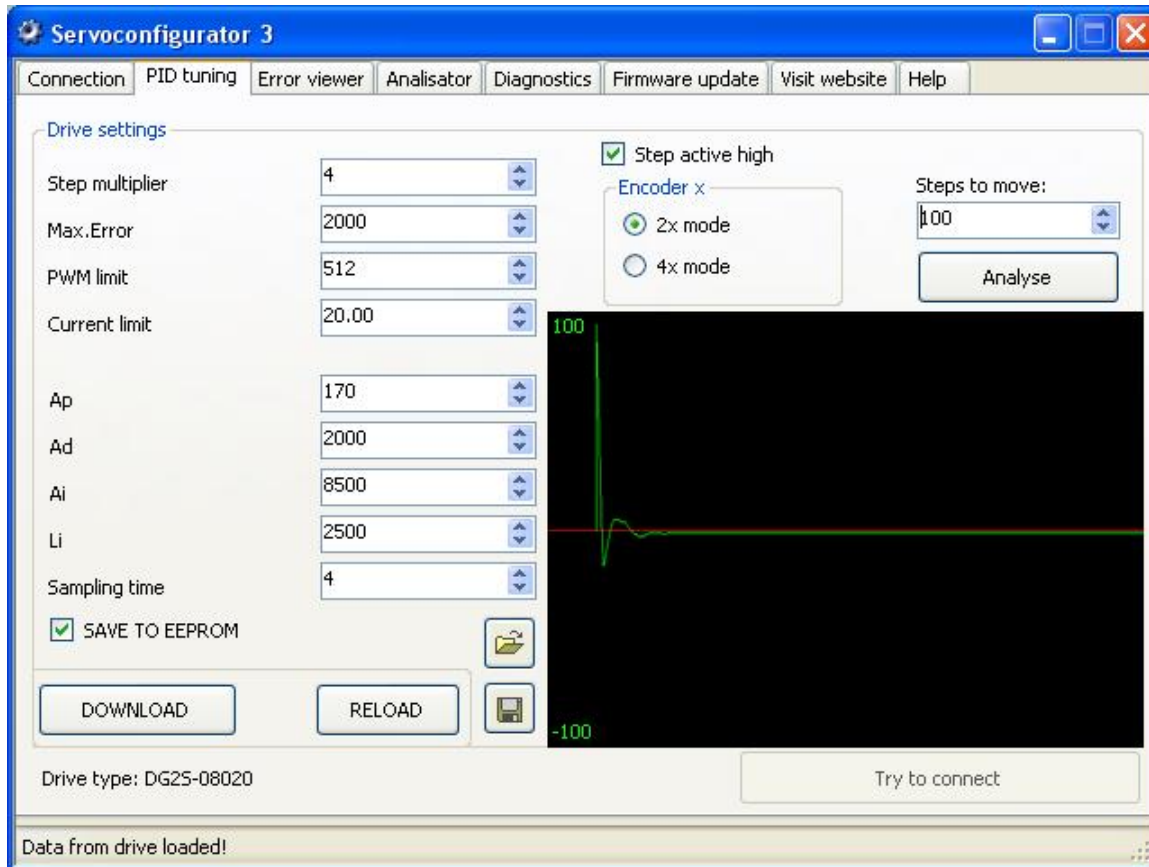 Servoconfigurator 3
Connection PID tuning Error viewer Analisator Diagnostics Firmware update Visit website Help
Drive settings
Step multiplier 4
Max.Error 2000
PWM limit 512
Current limit 20.00
Ap 170
Ad 2000
Ai 8500
Li 2500
Sampling time 4
SAVE TO EEPROM
DOWNLOAD RELOAD
Step active high
Encoder x
2x mode
4x mode
Steps to move:
100
Analyse
100
-100
Drive type: DG2S-08020
Try to connect
Data from drive loaded!